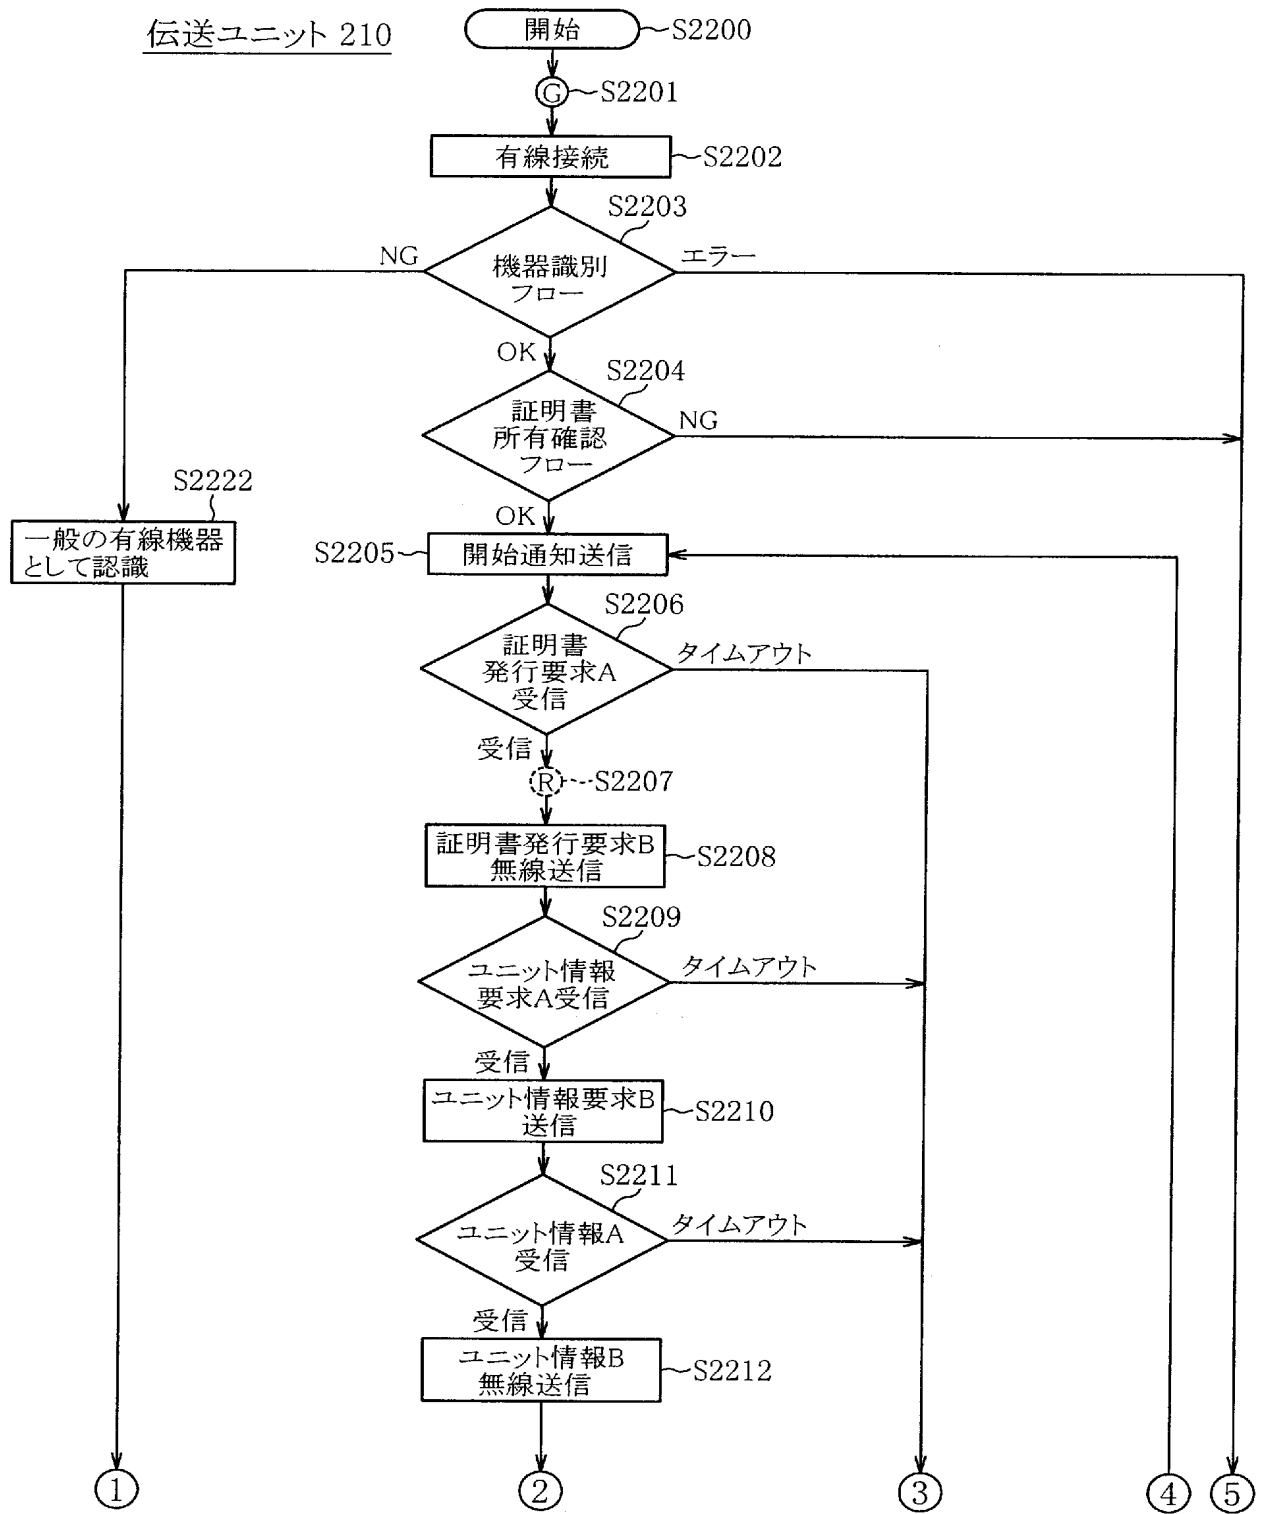 伝送ユニット 210
開始
S2200
G
S2201
有線接続
S2202
S2203
NG
機器識別
フロー
エラー
OK
S2204
証明書
所有確認
フロー
NG
S2222
一般の有線機器
として認識
OK
S2205
開始通知送信
S2206
証明書
発行要求A
受信
タイムアウト
受信
R
S2207
証明書発行要求B
無線送信
S2208
S2209
ユニット情報
要求A受信
タイムアウト
受信
ユニット情報要求B
送信
S2210
S2211
ユニット情報A
受信
タイムアウト
受信
ユニット情報B
無線送信
S2212
1
2
3
4
5